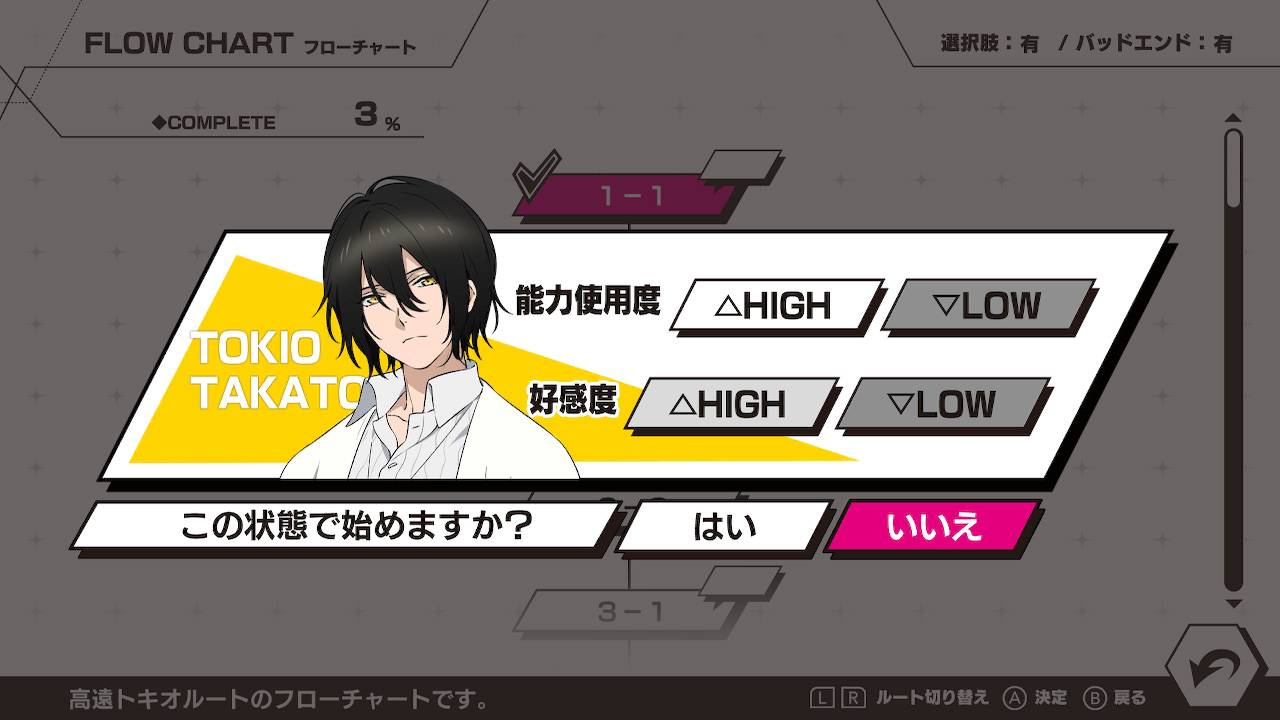 FLOW CHART フローチャート
選択肢：有 / バッドエンド：有
◆COMPLETE 3 %
1－1
TOKIO
TAKATO
能力使用度 △HIGH ▽LOW
好感度 △HIGH ▽LOW
この状態で始めますか？ はい いいえ
3－1
高遠トキオルートのフローチャートです。
L R ルート切り替え A 決定 B 戻る